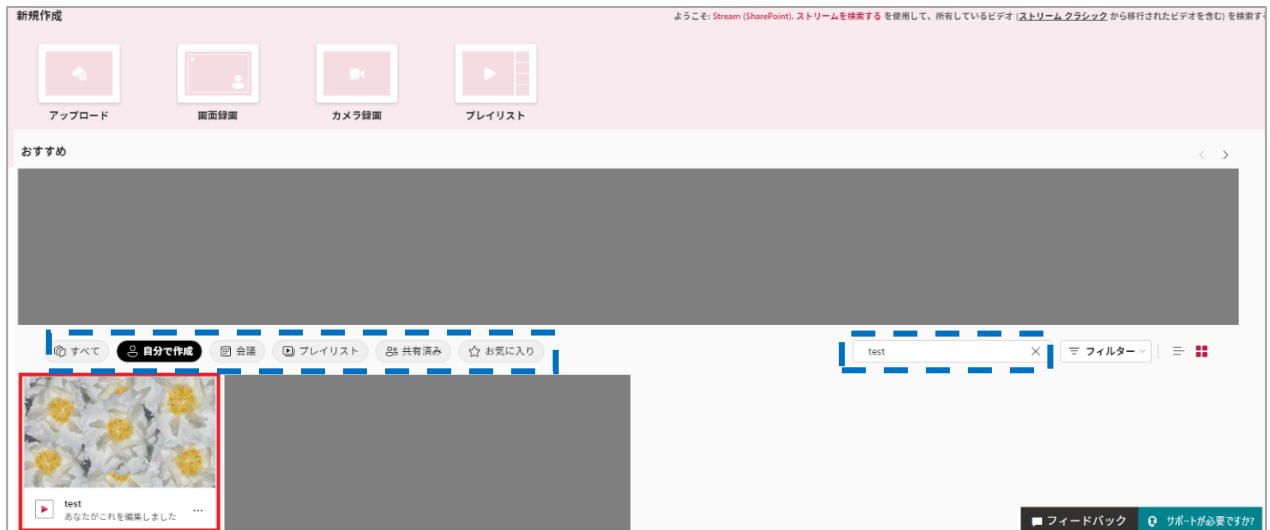 新規作成
ようこそ: Stream (SharePoint). ストリームを検索する を使用して、所有しているビデオ (ストリーム クラシック から移行されたビデオを含む) を検索す
アップロード
画面録画
カメラ録画
プレイリスト
おすすめ
すべて
自分で作成
会議
プレイリスト
共有済み
お気に入り
test
フィルター
test
あなたがこれを編集しました
フィードバック
サポートが必要ですか?